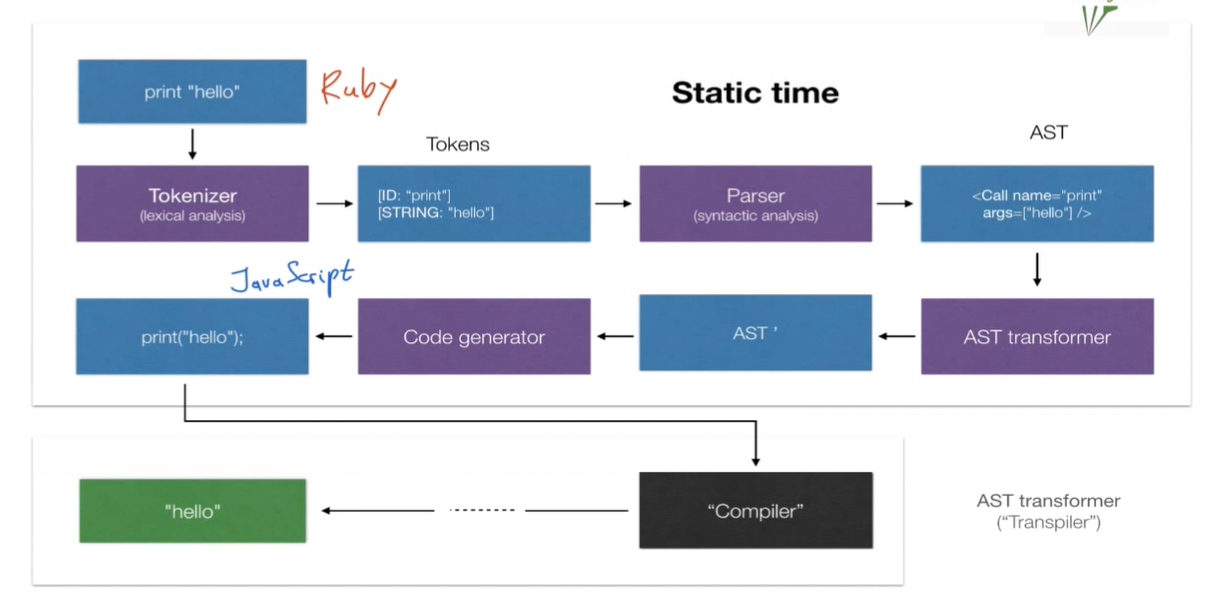 print "hello"
Ruby
Static time
Tokens
AST
Tokenizer
(lexical analysis)
[ID: "print"]
[STRING: "hello"]
Parser
(syntactic analysis)
<Call name="print"
args=["hello"] />
JavaScript
print("hello");
Code generator
AST '
AST transformer
"hello"
“Compiler”
AST transformer
(“Transpiler”)